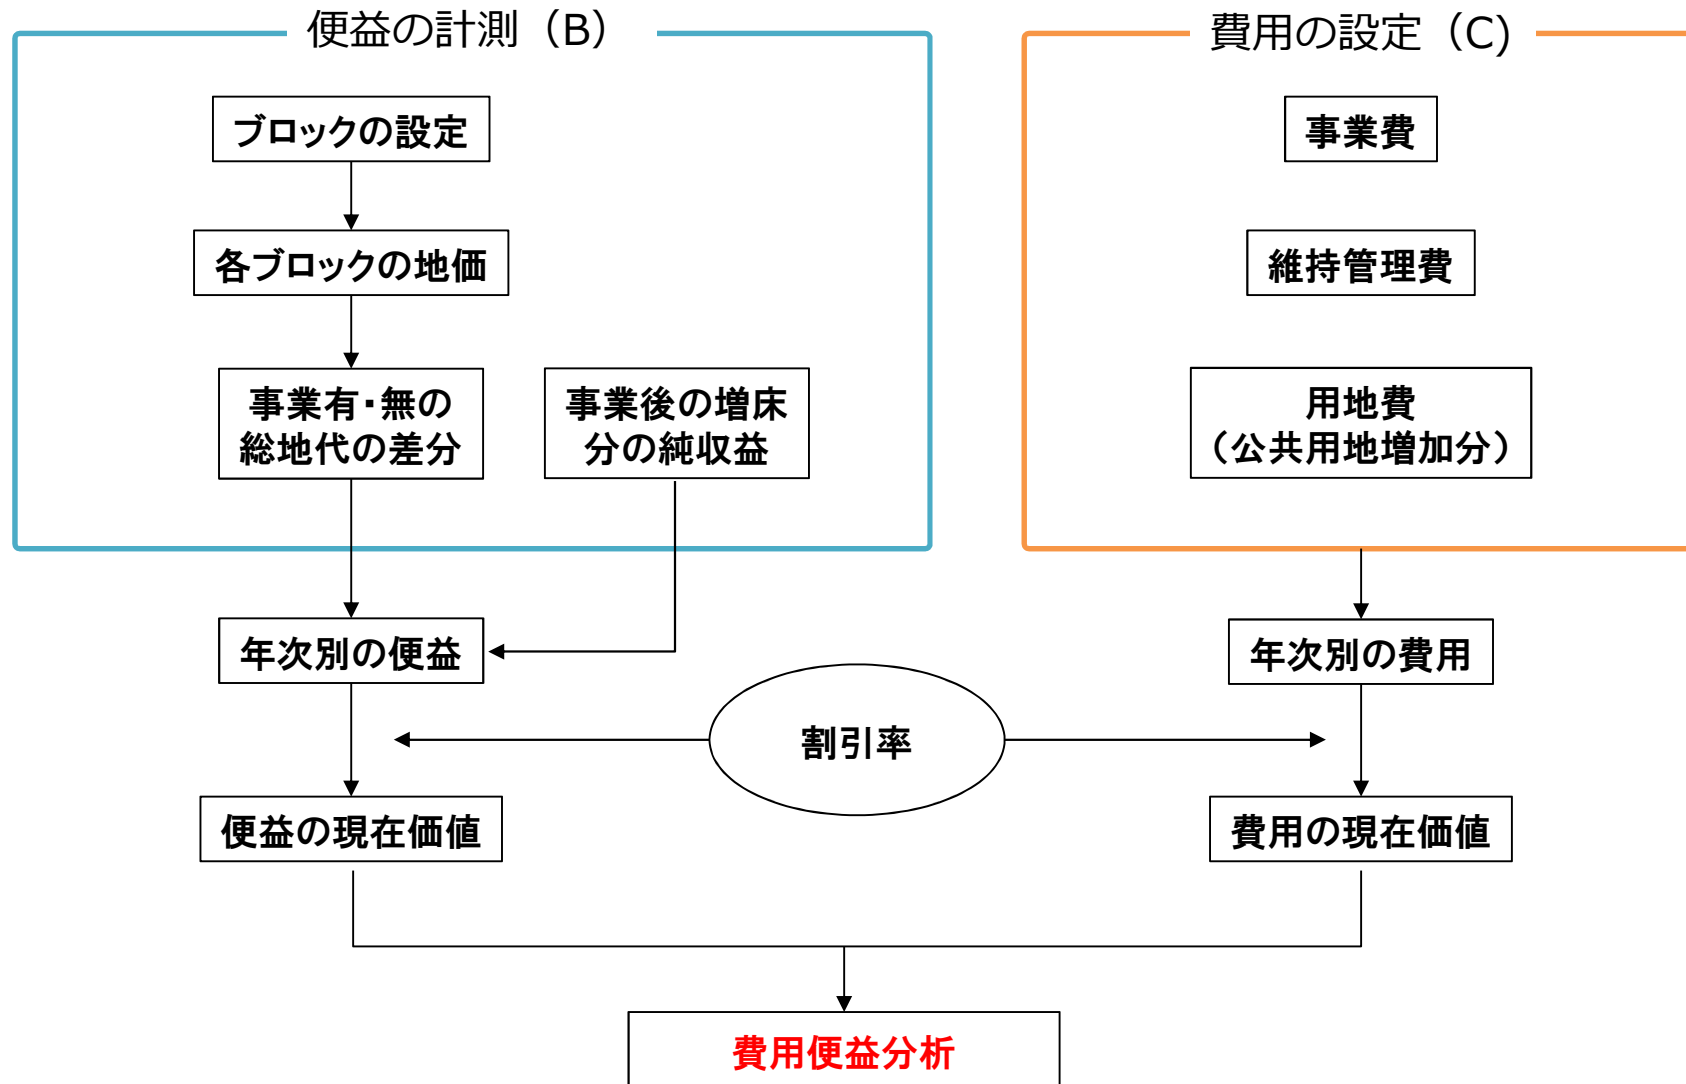 便益の計測（B）
ブロックの設定
各ブロックの地価
事業有・無の
総地代の差分
事業後の増床
分の純収益
年次別の便益
便益の現在価値
費用の設定（C)
事業費
維持管理費
用地費
（公共用地増加分）
年次別の費用
費用の現在価値
割引率
費用便益分析